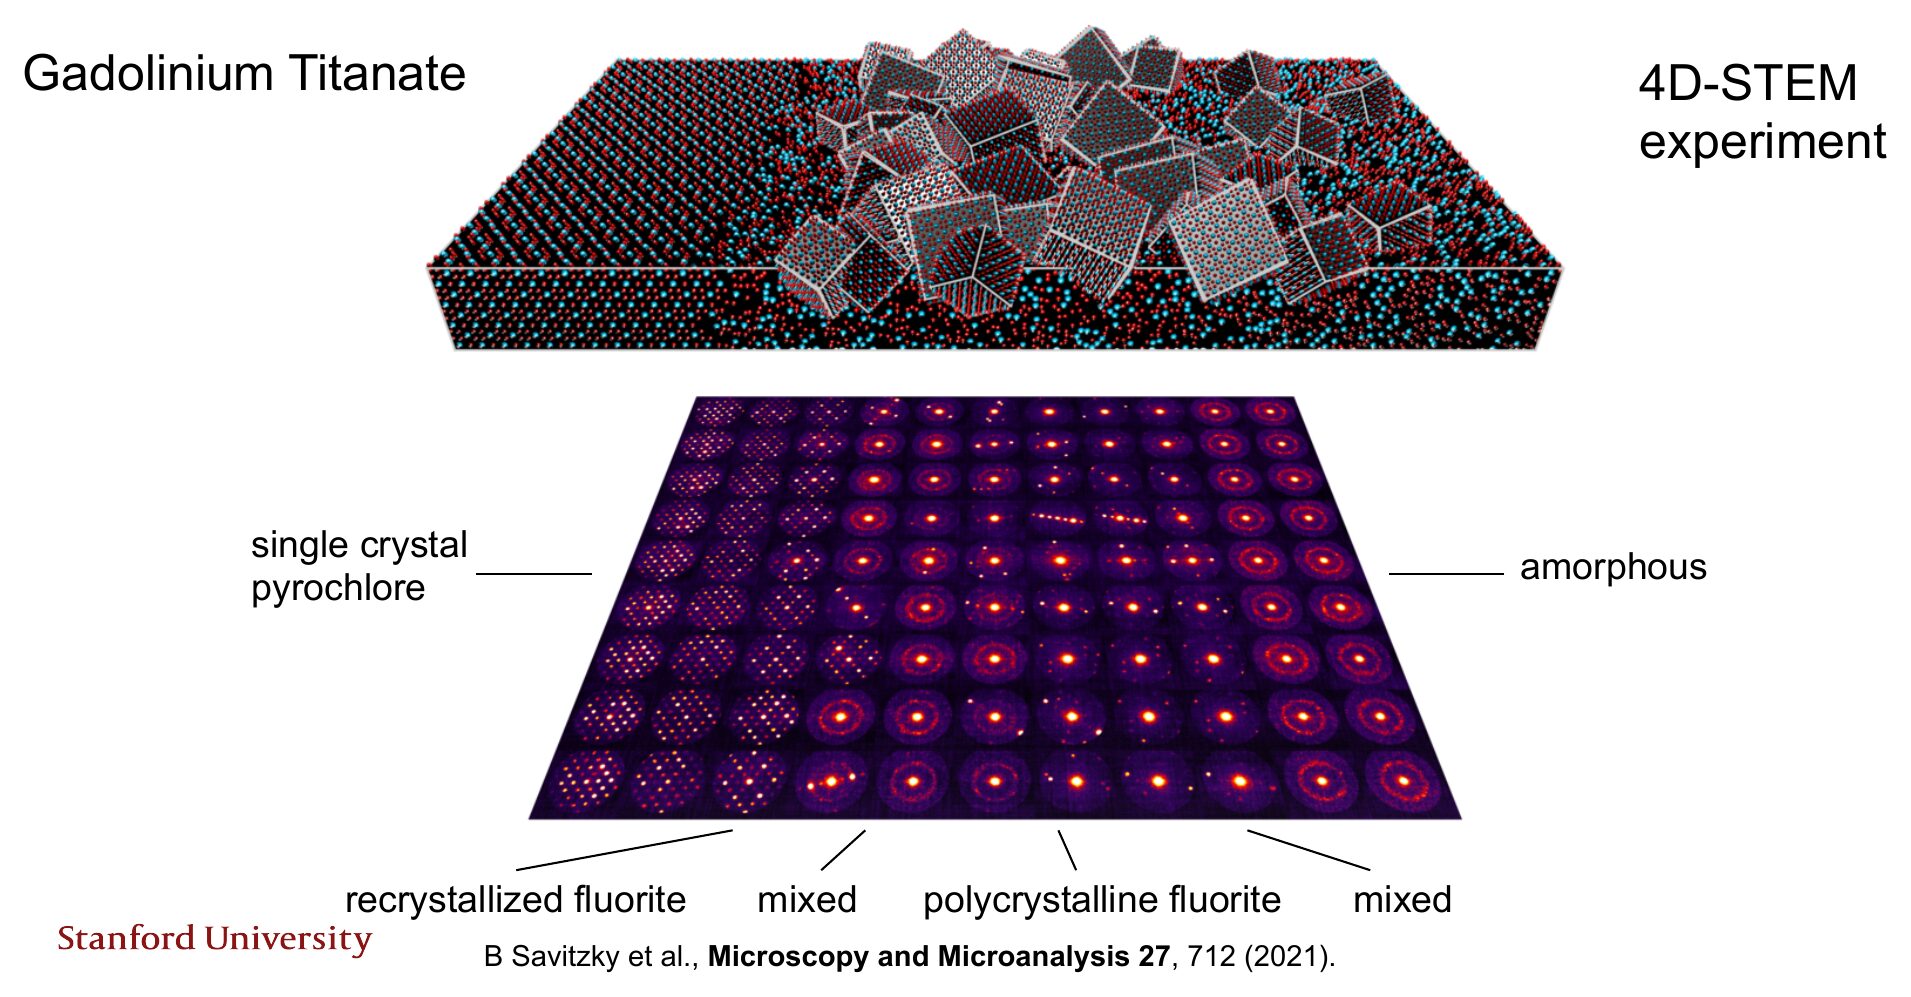 Gadolinium Titanate
4D-STEM
experiment
single crystal
pyrochlore
amorphous
recrystallized fluorite
mixed
polycrystalline fluorite
mixed
Stanford University
B Savitzky et al., Microscopy and Microanalysis 27, 712 (2021).